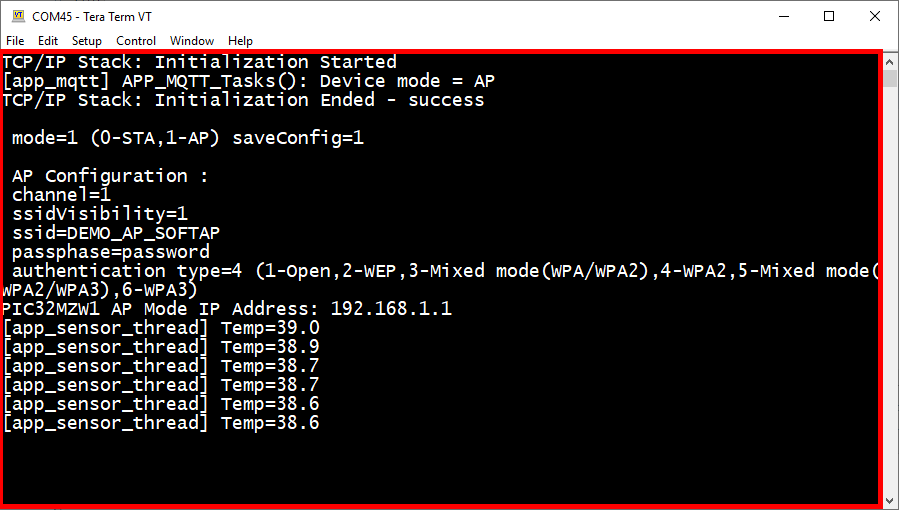 COM45 - Tera Term VT
File Edit Setup Control Window Help
TCP/IP Stack: Initialization Started
[app_mqtt] APP_MQTT_Tasks(): Device mode = AP
TCP/IP Stack: Initialization Ended - success
mode=1 (0-STA,1-AP) saveConfig=1
AP Configuration :
channel=1
ssidVisibility=1
ssid=DEMO_AP_SOFTAP
passphase=password
authentication type=4 (1-Open,2-WEP,3-Mixed mode(WPA/WPA2),4-WPA2,5-Mixed mode(
WPA2/WPA3),6-WPA3)
PIC32MZW1 AP Mode IP Address: 192.168.1.1
[app_sensor_thread] Temp=39.0
[app_sensor_thread] Temp=38.9
[app_sensor_thread] Temp=38.7
[app_sensor_thread] Temp=38.7
[app_sensor_thread] Temp=38.6
[app_sensor_thread] Temp=38.6